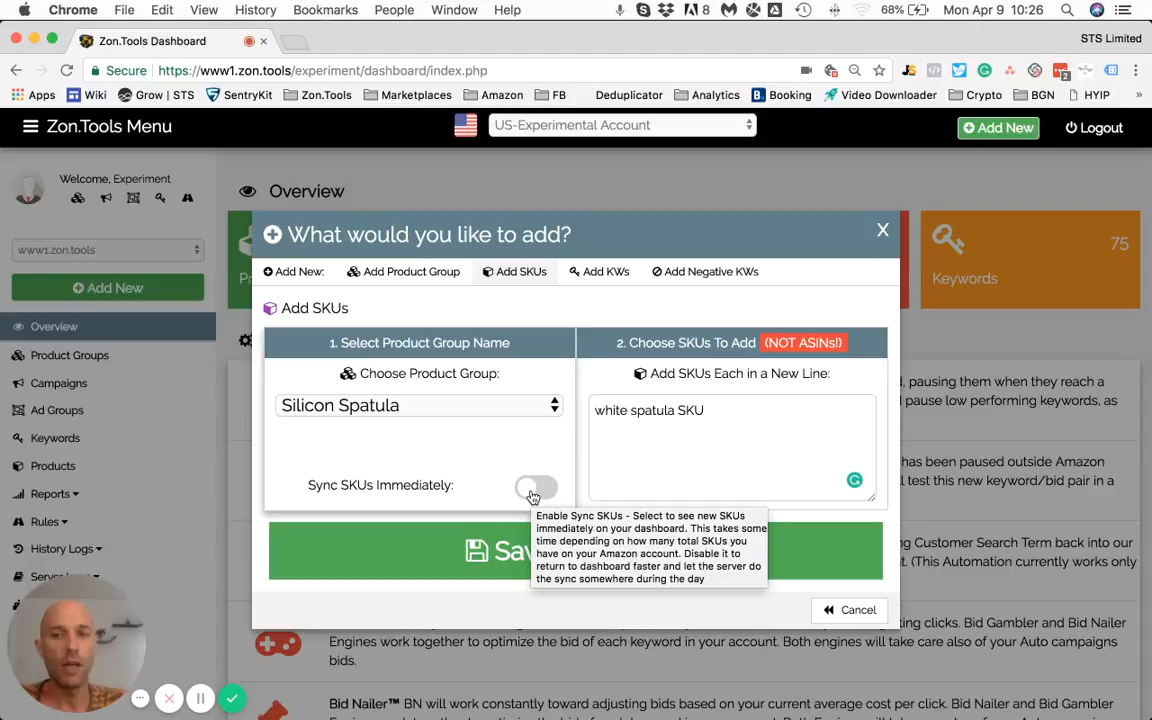 Chrome File Edit View History Bookmarks People Window Help 8 68% Mon Apr 9 10:26
Zon.Tools Dashboard STS Limited
Secure https://www1.zon.tools/experiment/dashboard/index.php 2
Apps Wiki Grow | STS SentryKit Zon.Tools Marketplaces Amazon FB Deduplicator Analytics Booking Video Downloader Crypto BGN HYIP »
Zon.Tools Menu US-Experimental Account Add New Logout
Welcome, Experiment
Overview
www1.zon.tools
Add New
Overview
Product Groups
Campaigns
Ad Groups
Keywords
Products
Reports
Rules
History Logs
What would you like to add? X
Add New: Add Product Group Add SKUs Add KWs Add Negative KWs
Add SKUs
1. Select Product Group Name
Choose Product Group:
Silicon Spatula
Sync SKUs Immediately:
2. Choose SKUs To Add (NOT ASINs!)
Add SKUs Each in a New Line:
white spatula SKU
Enable Sync SKUs - Select to see new SKUs
immediately on your dashboard. This takes some
time depending on how many total SKUs you
have on your Amazon account. Disable it to
return to dashboard faster and let the server do
the sync somewhere during the day
Cancel
75
Keywords
, pausing them when they reach a
pause low performing keywords, as
has been paused outside Amazon
test this new keyword/bid pair in a
Customer Search Term back into our
(This Automation currently works only
clicks. Bid Gambler and Bid Nailer
Engines work together to optimize the bid of each keyword in your account. Both engines will take care also of your Auto campaigns
bids.
Bid Nailer™ BN will work constantly toward adjusting bids based on your current average cost per click. Bid Nailer and Bid Gambler